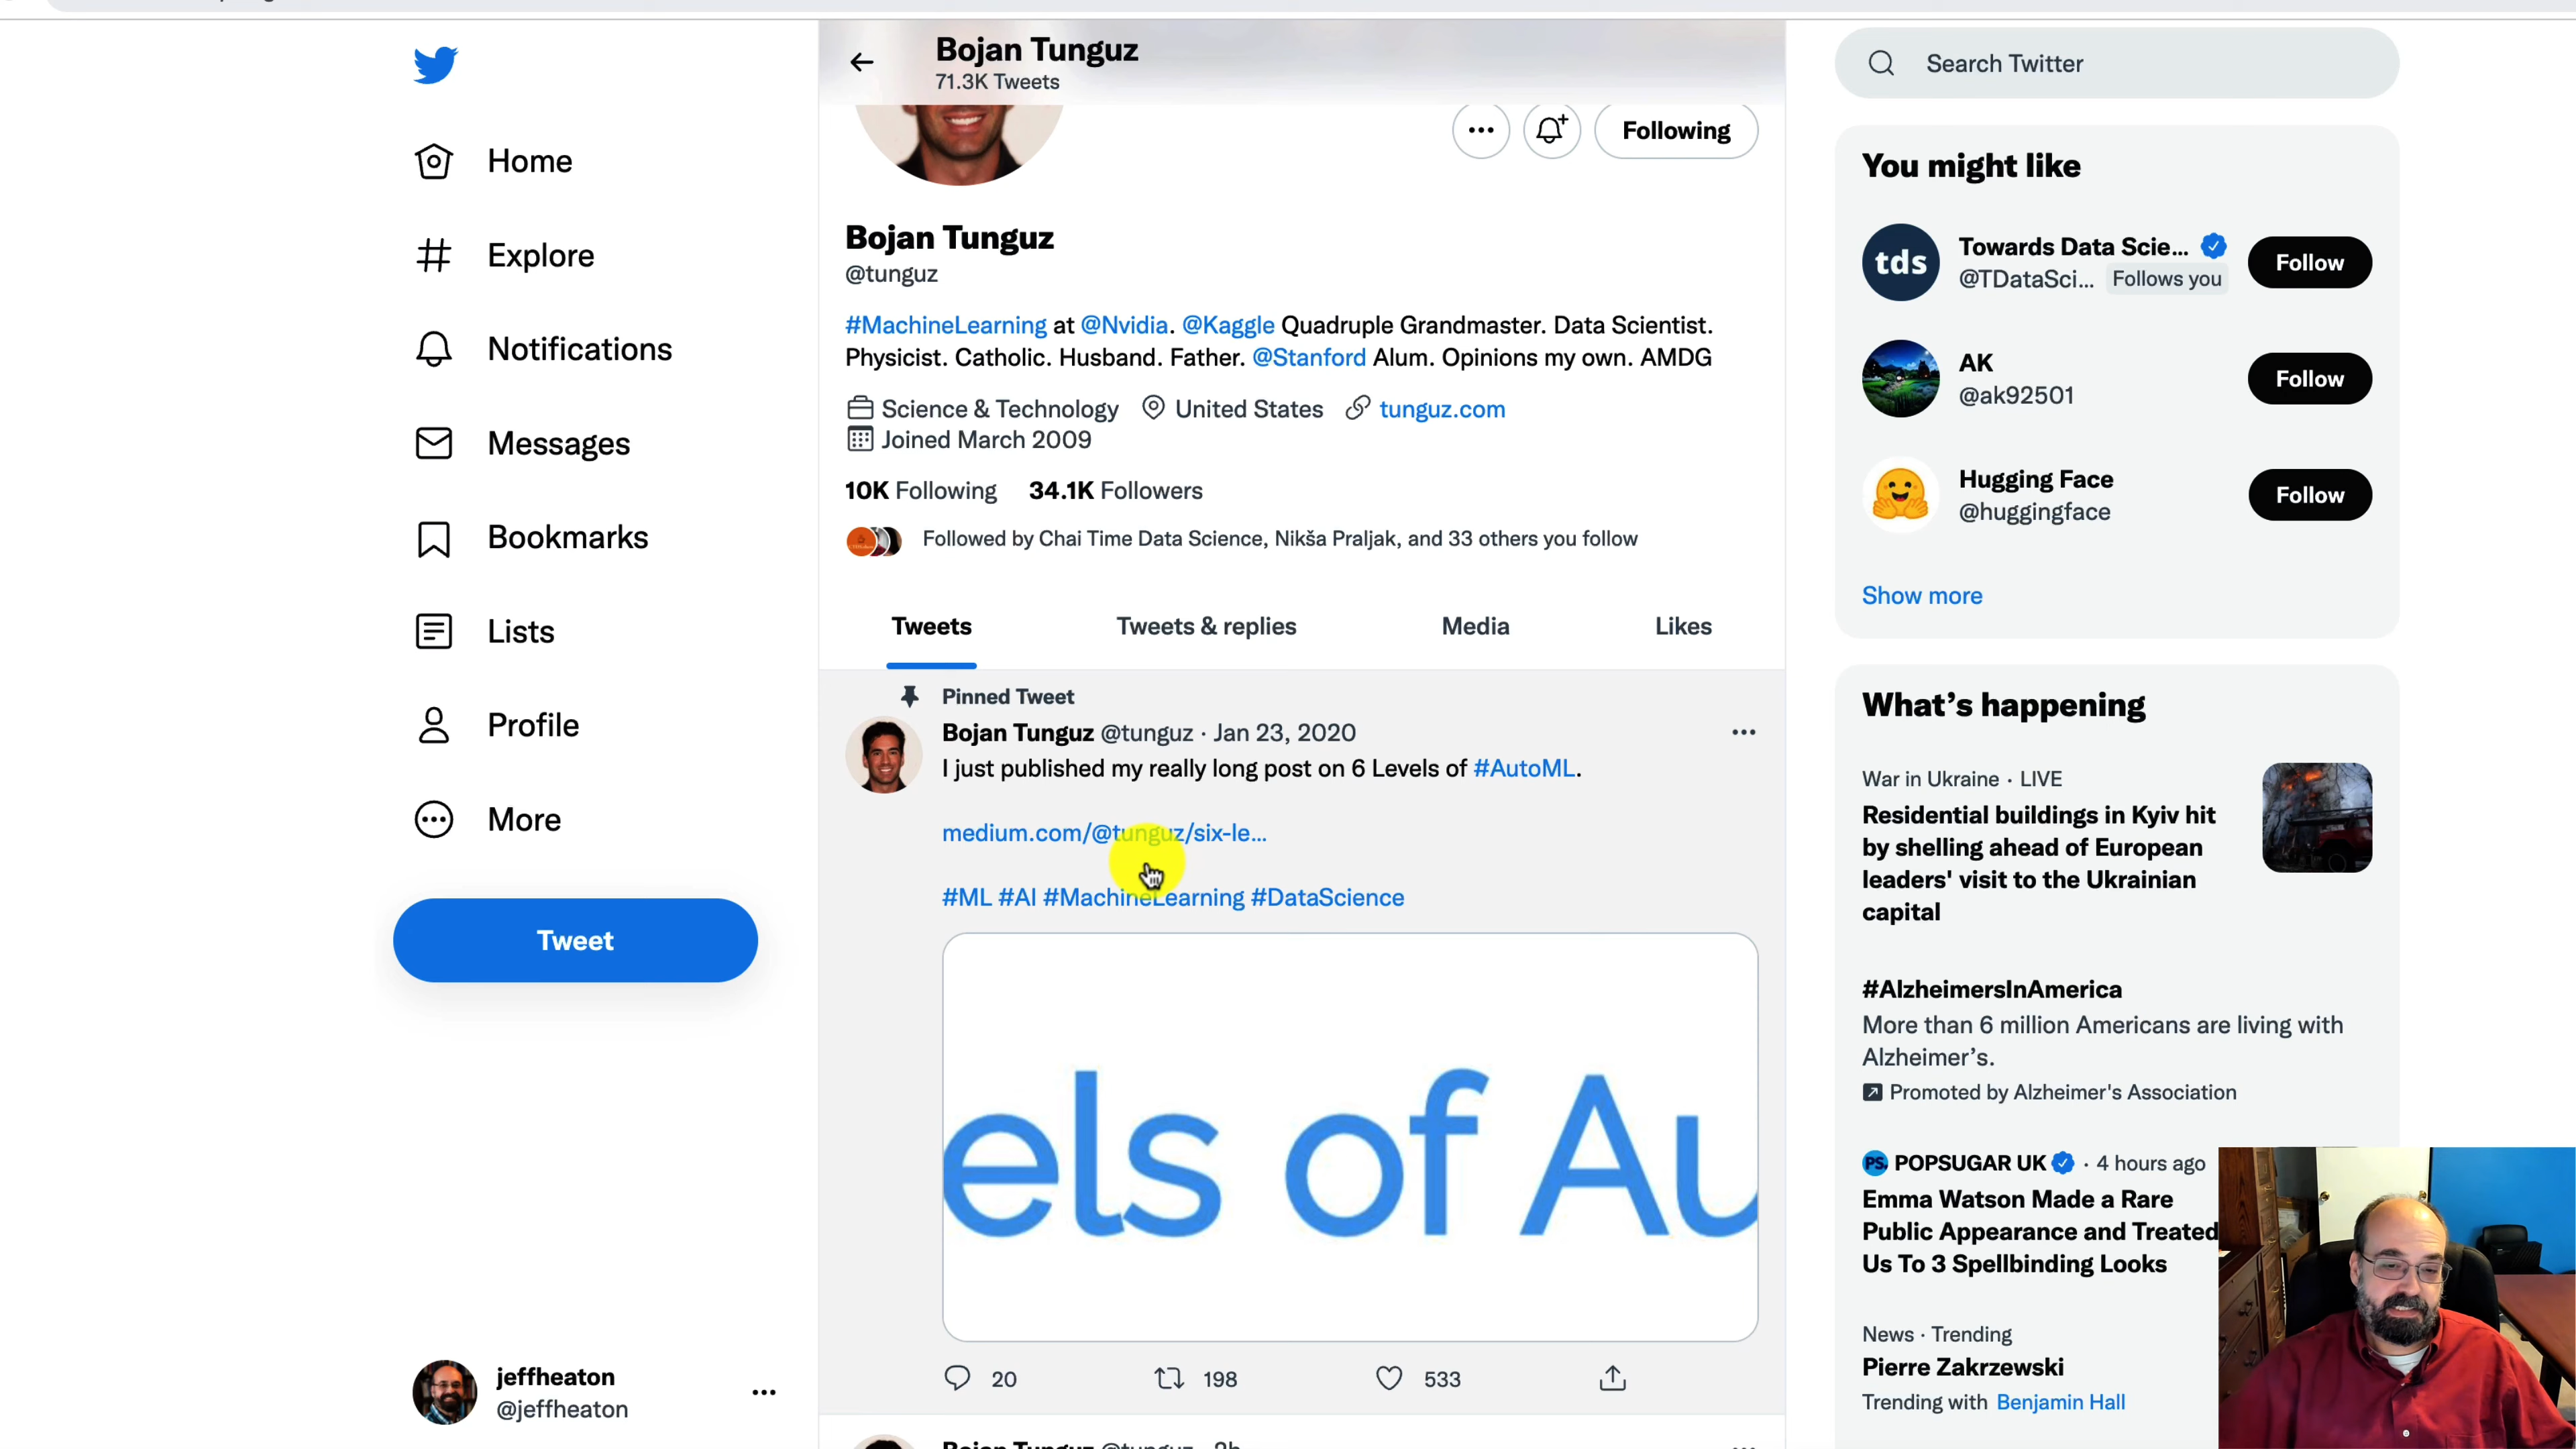 Bojan Tunguz
71.3K Tweets
Search Twitter
Home
Explore
Notifications
Messages
Bookmarks
Lists
Profile
More
Tweet
jeffheaton
@jeffheaton
Following
Bojan Tunguz
@tunguz
#MachineLearning at @Nvidia. @Kaggle Quadruple Grandmaster. Data Scientist.
Physicist. Catholic. Husband. Father. @Stanford Alum. Opinions my own. AMDG
Science & Technology United States tunguz.com
Joined March 2009
10K Following 34.1K Followers
Followed by Chai Time Data Science, Nikša Praljak, and 33 others you follow
Tweets Tweets & replies Media Likes
Pinned Tweet
Bojan Tunguz @tunguz · Jan 23, 2020
I just published my really long post on 6 Levels of #AutoML.
medium.com/@tunguz/six-le...
#ML #AI #MachineLearning #DataScience
els of Au
20 198 533
Bojan Tunguz @tunguz
You might like
tds
Towards Data Scie...
@TDataSci... Follows you
Follow
AK
@ak92501
Follow
Hugging Face
@huggingface
Follow
Show more
What's happening
War in Ukraine · LIVE
Residential buildings in Kyiv hit
by shelling ahead of European
leaders' visit to the Ukrainian
capital
#AlzheimersInAmerica
More than 6 million Americans are living with
Alzheimer's.
Promoted by Alzheimer's Association
PS. POPSUGAR UK · 4 hours ago
Emma Watson Made a Rare
Public Appearance and Treated
Us To 3 Spellbinding Looks
News · Trending
Pierre Zakrzewski
Trending with Benjamin Hall